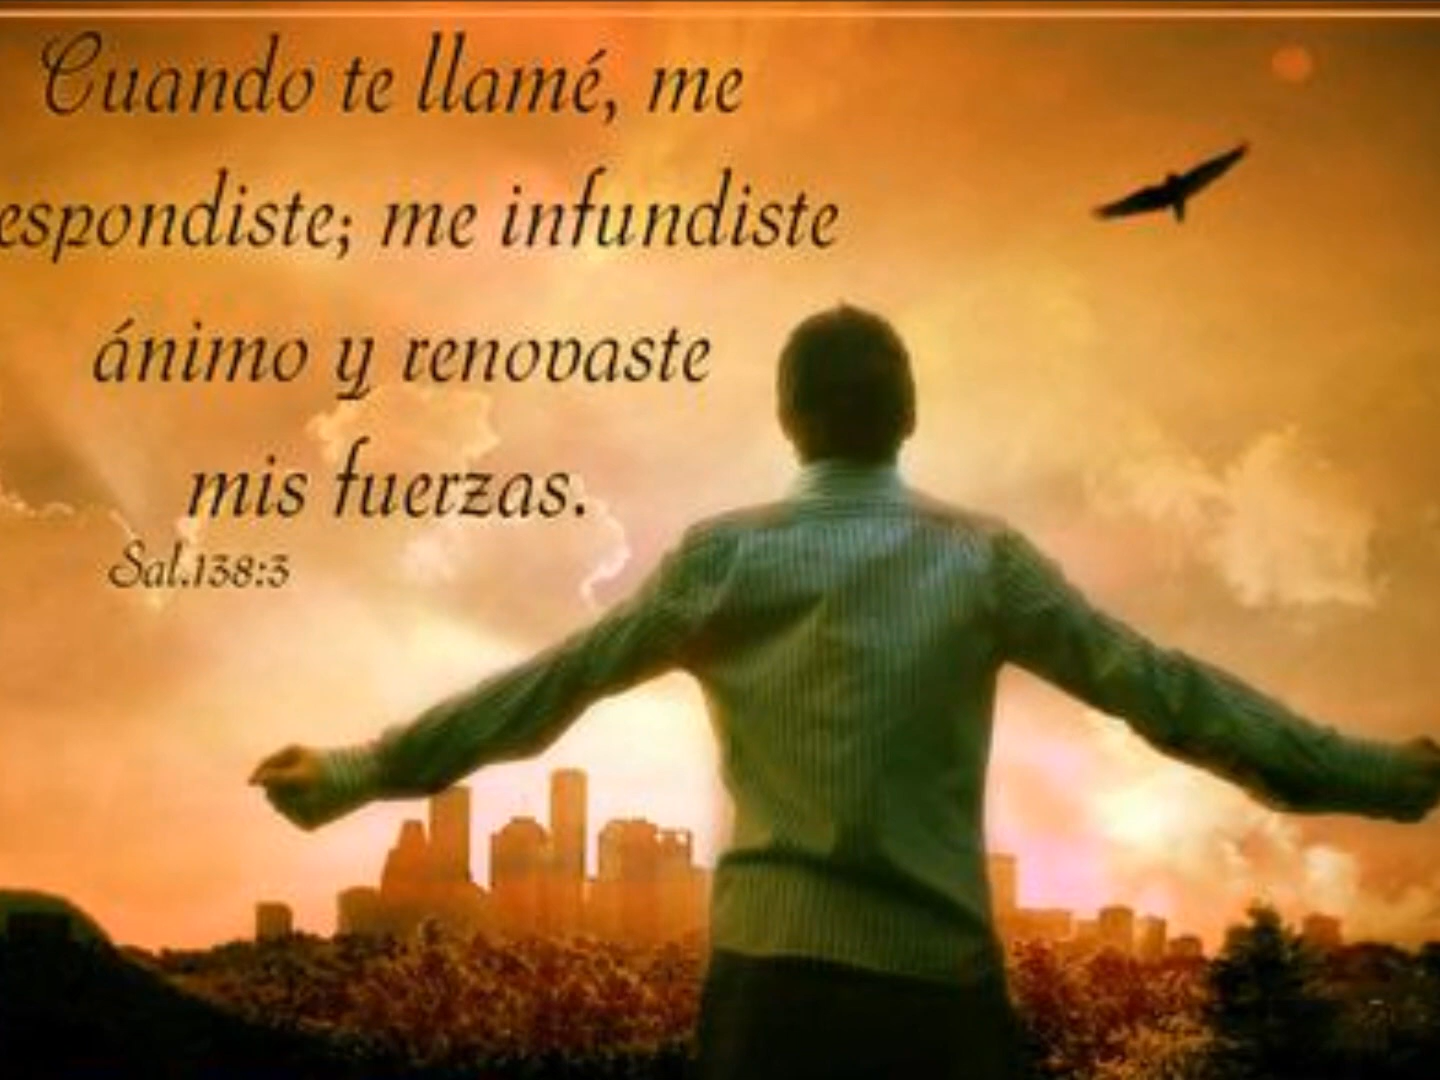 Cuando te llamé, me
espondiste; me infundiste
ánimo y renovaste
mis fuerzas.
Sal.138:3